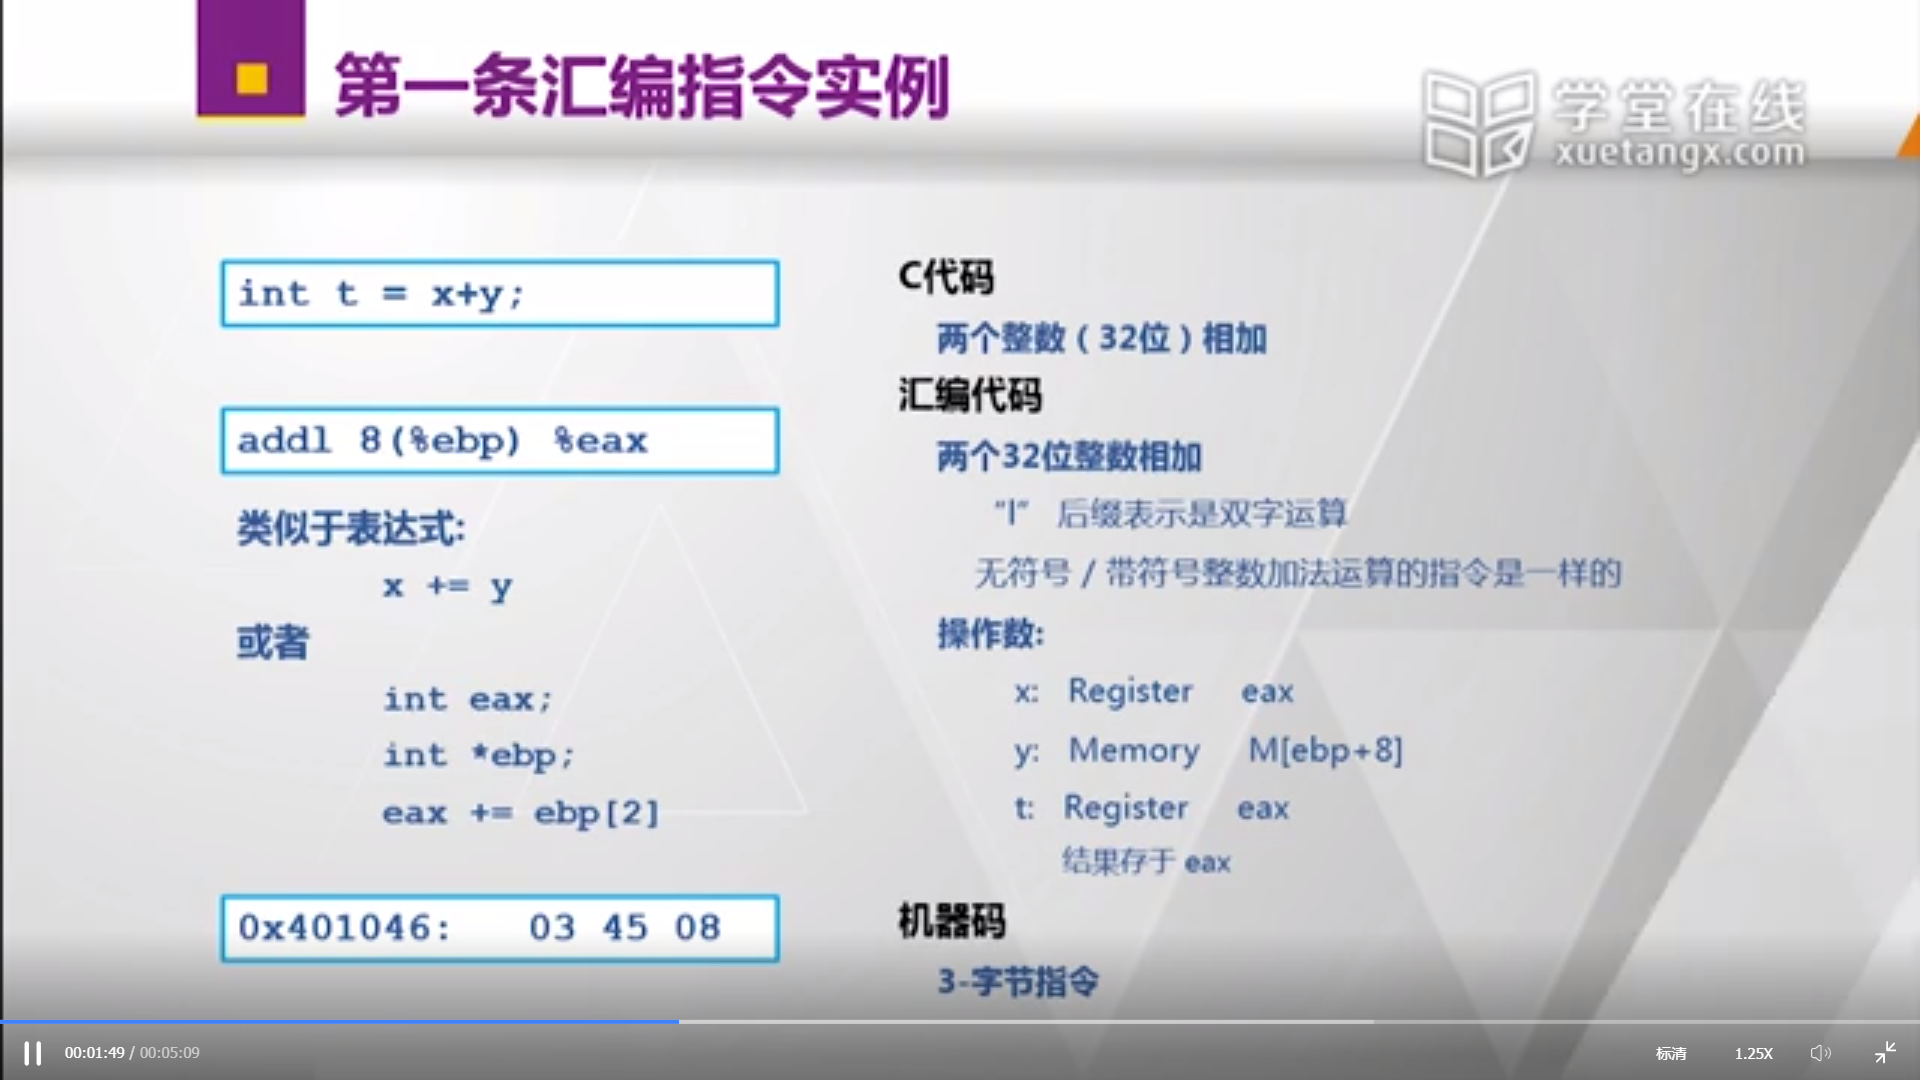 第一条汇编指令实例
学堂在线
xuetangx.com
int t = x+y;
addl 8(%ebp) %eax
类似于表达式:
x += y
或者
int eax;
int *ebp;
eax += ebp[2]
0x401046: 03 45 08
C代码
两个整数（32位）相加
汇编代码
两个32位整数相加
“l” 后缀表示是双字运算
无符号 / 带符号整数加法运算的指令是一样的
操作数:
x: Register eax
y: Memory M[ebp+8]
t: Register eax
结果存于 eax
机器码
3-字节指令
00:01:49 / 00:05:09
标清
1.25X